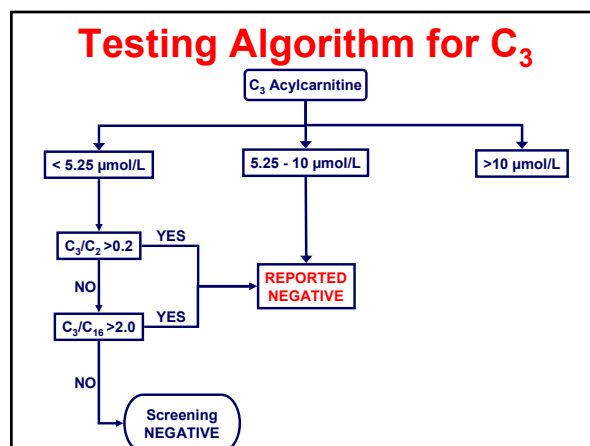 Testing Algorithm for C₃
C₃ Acylcarnitine
< 5.25 µmol/L
5.25 - 10 µmol/L
>10 µmol/L
C₃/C₂ >0.2
YES
NO
REPORTED
NEGATIVE
C₃/C₁₆ >2.0
YES
NO
Screening
NEGATIVE